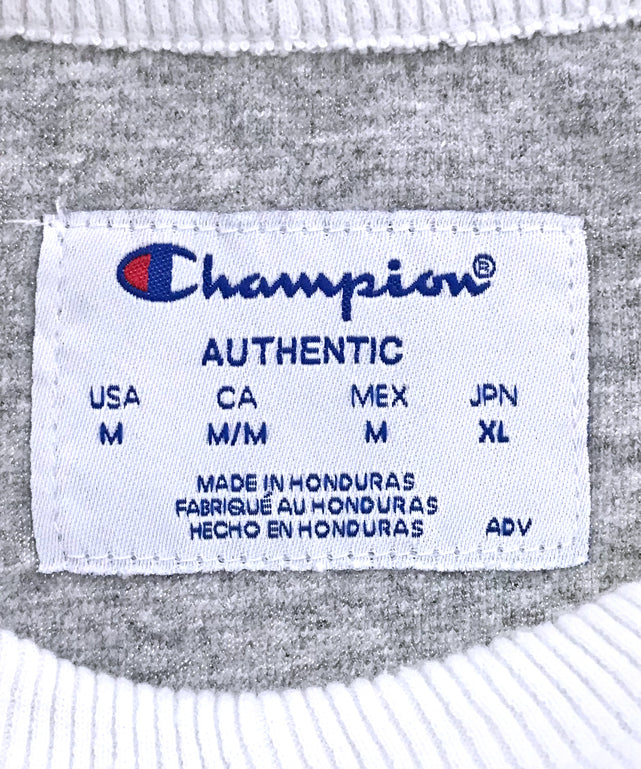 Champion®
AUTHENTIC
USA CA MEX JPN
M M/M M XL
MADE IN HONDURAS
FABRIQUÉ AU HONDURAS
HECHO EN HONDURAS ADV